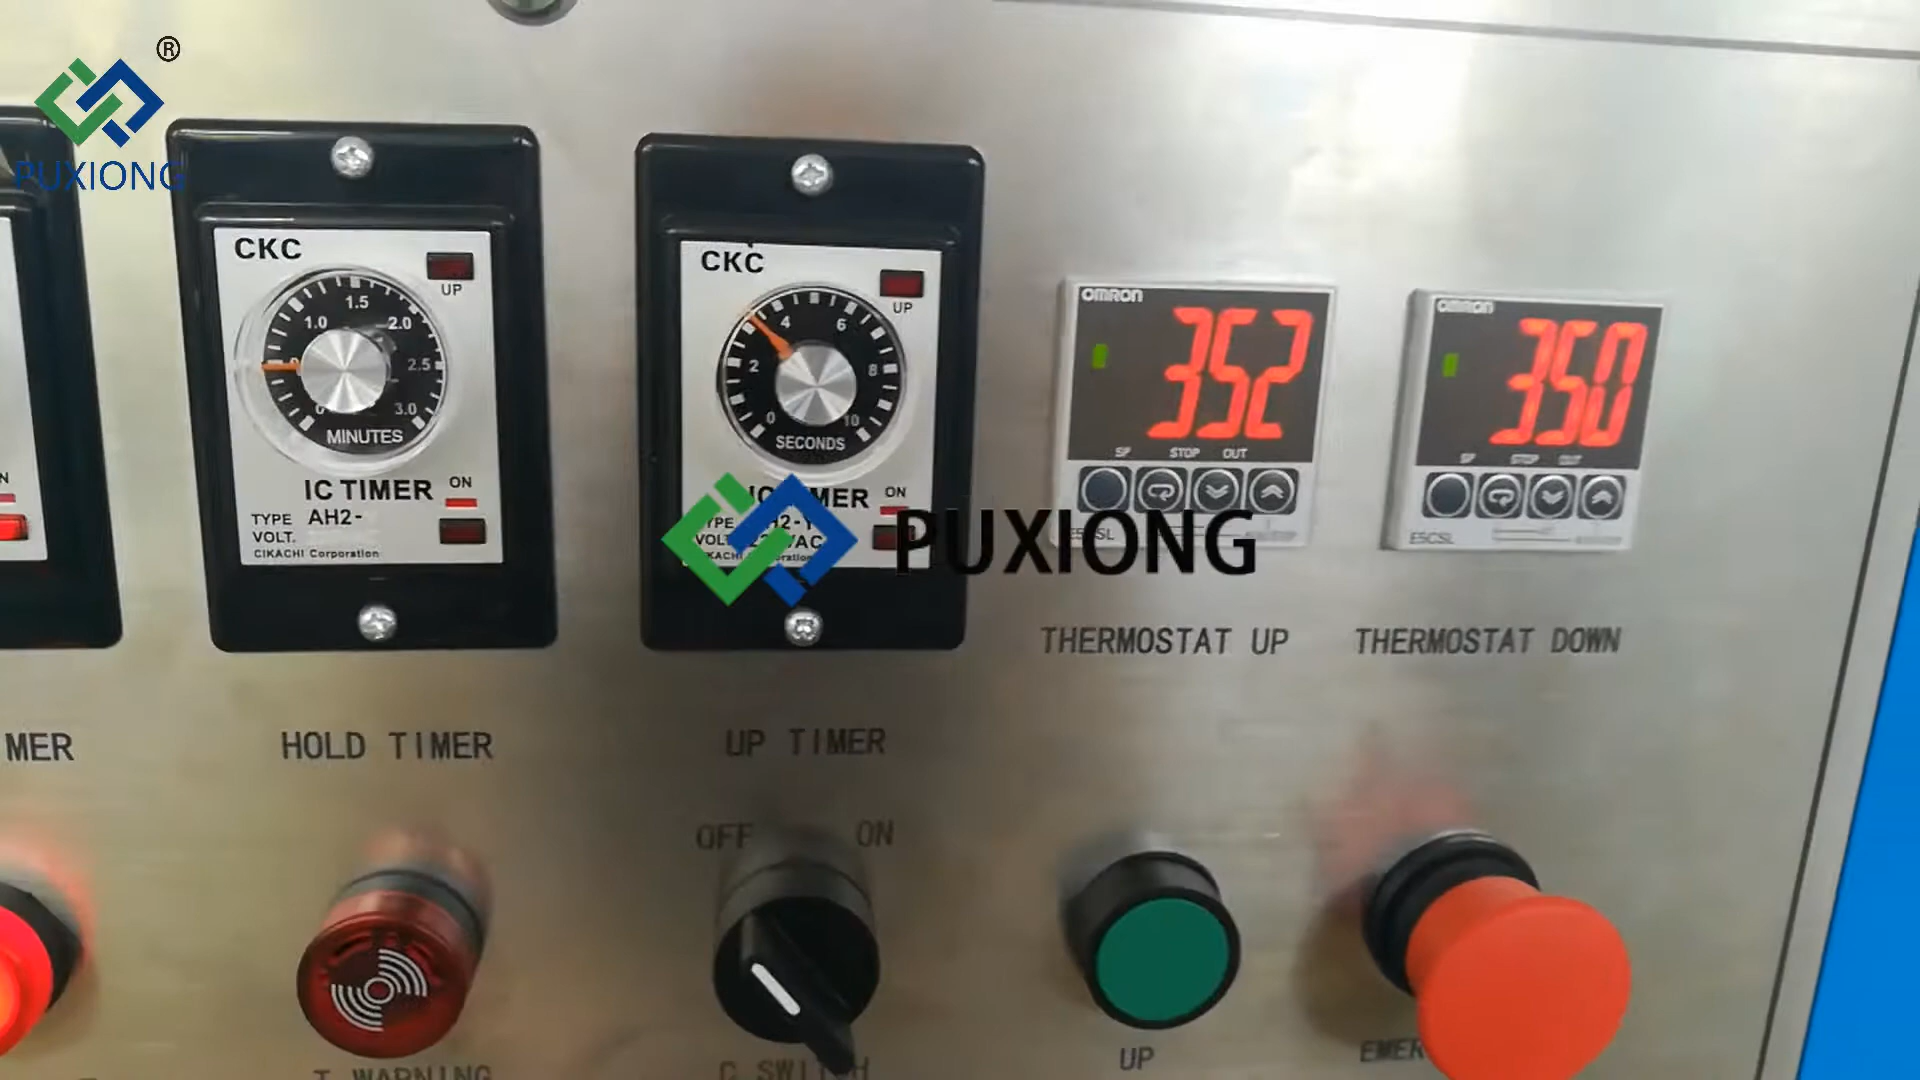 ®
PUXIONG
CKC
UP
1.0 1.5 2.0 2.5 3.0
MINUTES
IC TIMER
ON
TYPE AH2-
VOLT.
CIKACHI Corporation
CKC
UP
0 2 4 6 8 10
SECONDS
ON
PUXIONG
OMRON
352
SP STOP OUT
OMRON
350
SP STOP OUT
E5CSL
THERMOSTAT UP
THERMOSTAT DOWN
MER
HOLD TIMER
UP TIMER
OFF
ON
T.WARNING
UP
EMER